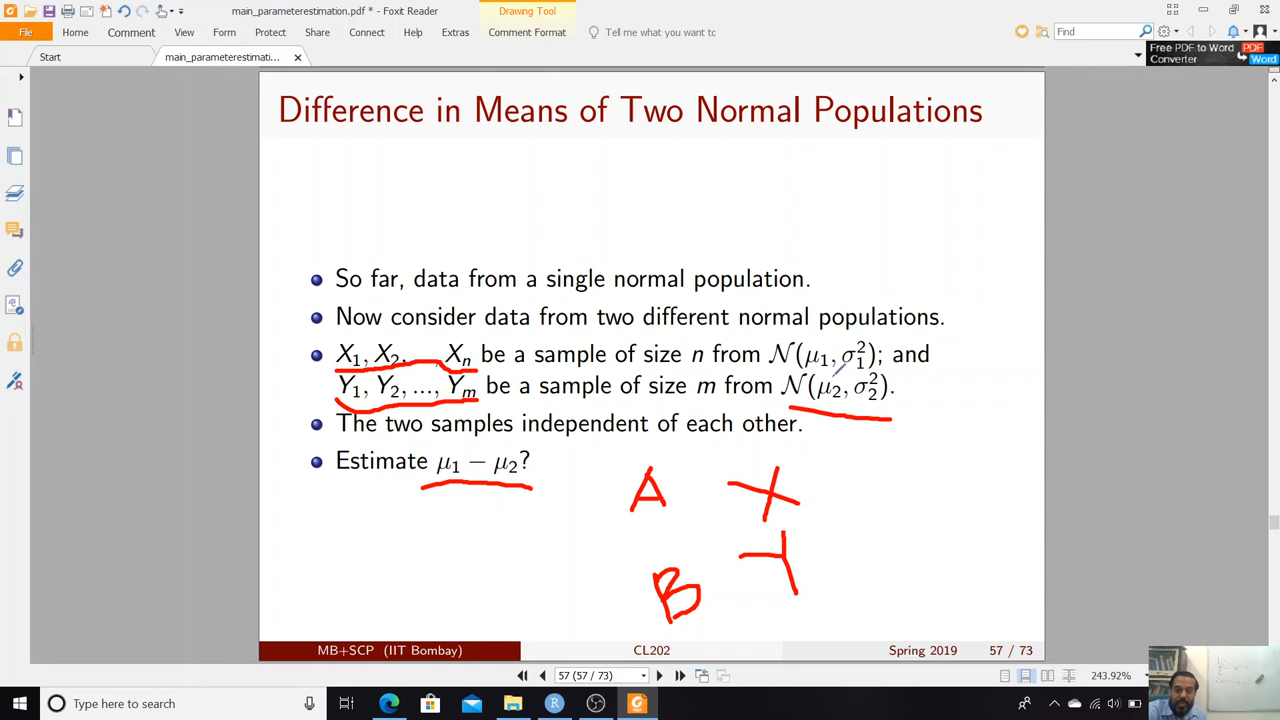 main_parameterestimation.pdf * - Foxit Reader
Drawing Tool
File Home Comment View Form Protect Share Connect Help Extras Comment Format Tell me what you want to Find
Free PDF to Word Converter PDF Word
Start main_parameterestimati...
Difference in Means of Two Normal Populations
So far, data from a single normal population.
Now consider data from two different normal populations.
X₁, X₂, Xₙ be a sample of size n from N(μ₁, σ₁²); and
Y₁, Y₂, ..., Yₘ be a sample of size m from N(μ₂, σ₂²).
The two samples independent of each other.
Estimate μ₁ − μ₂?
A X
Y
B
MB+SCP (IIT Bombay) CL202 Spring 2019 57 / 73
57 (57 / 73) 243.92%
Type here to search ENG